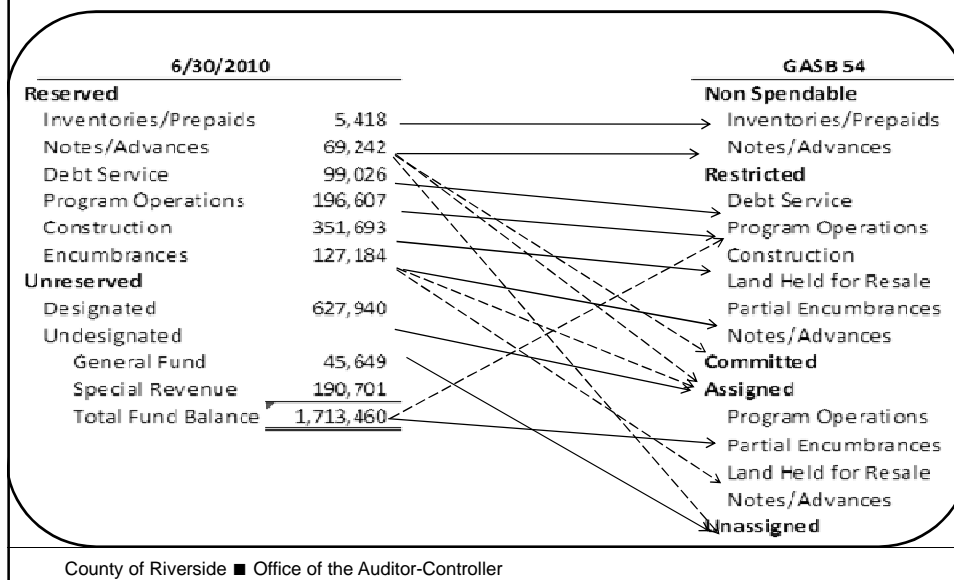 6/30/2010
Reserved
Inventories/Prepaids 5,418
Notes/Advances 69,242
Debt Service 99,026
Program Operations 196,607
Construction 351,693
Encumbrances 127,184
Unreserved
Designated 627,940
Undesignated
General Fund 45,649
Special Revenue 190,701
Total Fund Balance 1,713,460
GASB 54
Non Spendable
Inventories/Prepaids
Notes/Advances
Restricted
Debt Service
Program Operations
Construction
Land Held for Resale
Partial Encumbrances
Notes/Advances
Committed
Assigned
Program Operations
Partial Encumbrances
Land Held for Resale
Notes/Advances
Unassigned
County of Riverside ■ Office of the Auditor-Controller